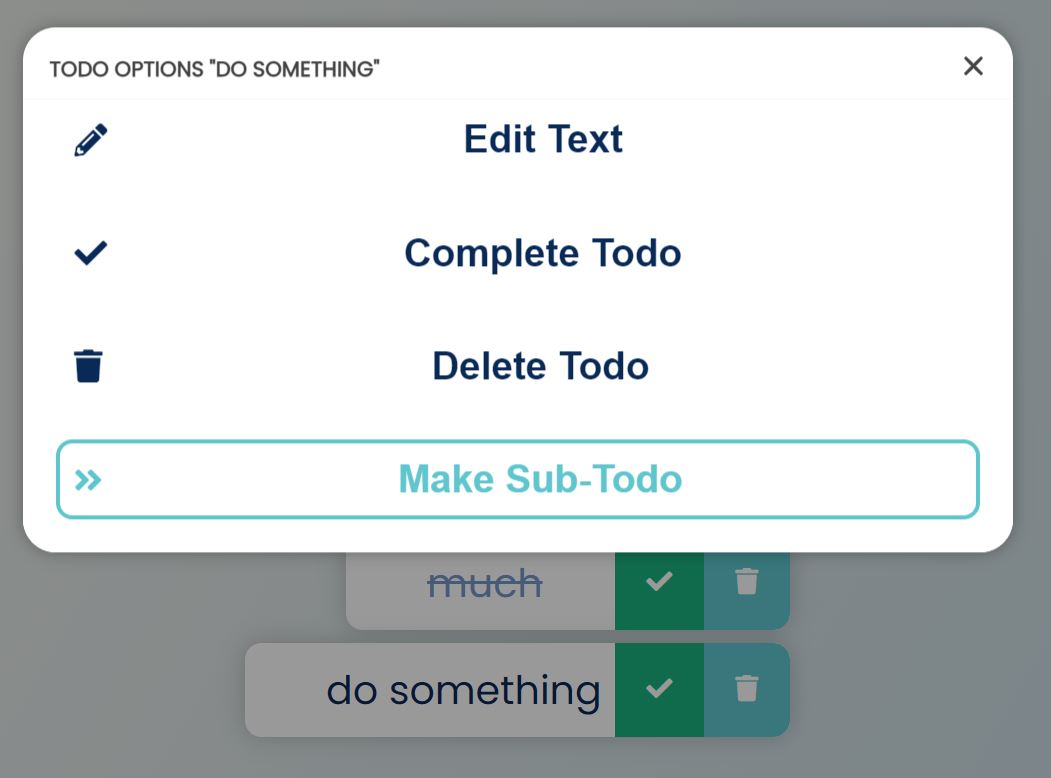 TODO OPTIONS "DO SOMETHING"
Edit Text
Complete Todo
Delete Todo
Make Sub-Todo
much
do something